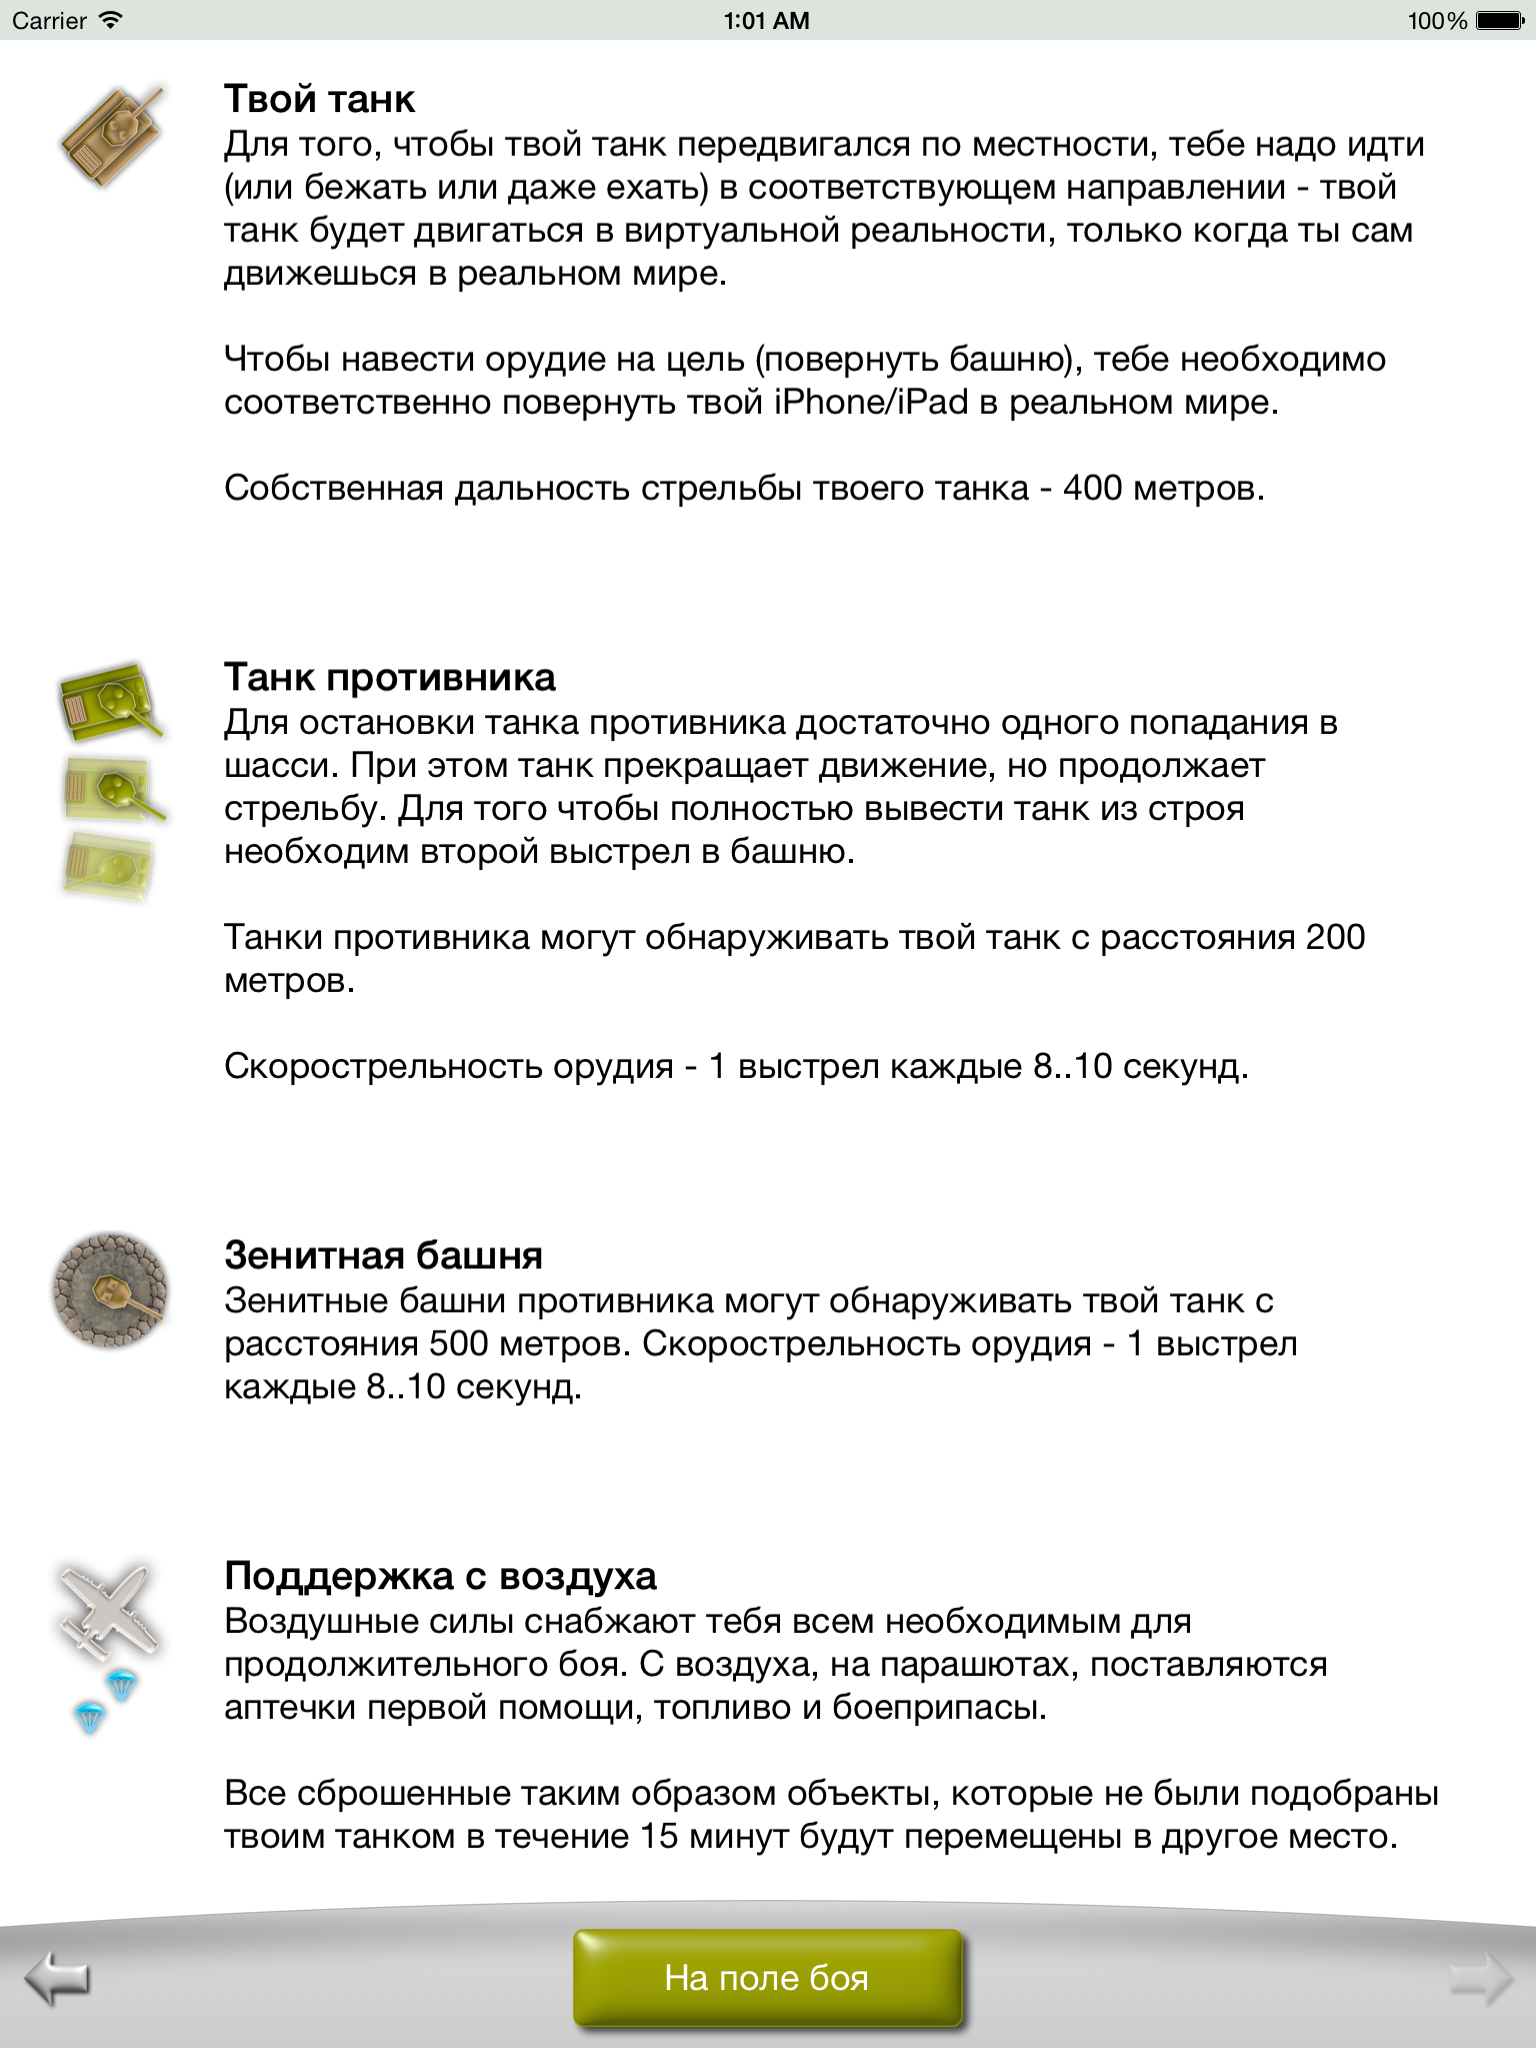 Carrier 1:01 AM 100%
Твой танк
Для того, чтобы твой танк передвигался по местности, тебе надо идти
(или бежать или даже ехать) в соответствующем направлении - твой
танк будет двигаться в виртуальной реальности, только когда ты сам
движешься в реальном мире.
Чтобы навести орудие на цель (повернуть башню), тебе необходимо
соответственно повернуть твой iPhone/iPad в реальном мире.
Собственная дальность стрельбы твоего танка - 400 метров.
Танк противника
Для остановки танка противника достаточно одного попадания в
шасси. При этом танк прекращает движение, но продолжает
стрельбу. Для того чтобы полностью вывести танк из строя
необходим второй выстрел в башню.
Танки противника могут обнаруживать твой танк с расстояния 200
метров.
Скорострельность орудия - 1 выстрел каждые 8..10 секунд.
Зенитная башня
Зенитные башни противника могут обнаруживать твой танк с
расстояния 500 метров. Скорострельность орудия - 1 выстрел
каждые 8..10 секунд.
Поддержка с воздуха
Воздушные силы снабжают тебя всем необходимым для
продолжительного боя. С воздуха, на парашютах, поставляются
аптечки первой помощи, топливо и боеприпасы.
Все сброшенные таким образом объекты, которые не были подобраны
твоим танком в течение 15 минут будут перемещены в другое место.
На поле боя